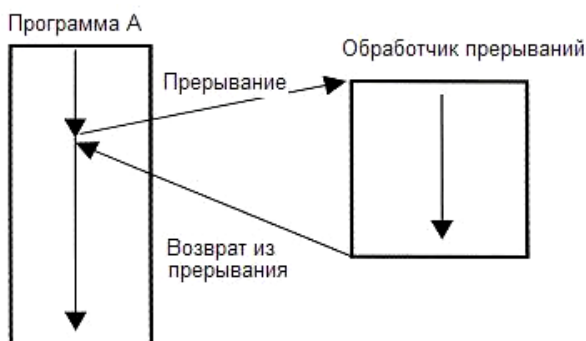 Программа А
Обработчик прерываний
Прерывание
Возврат из
прерывания